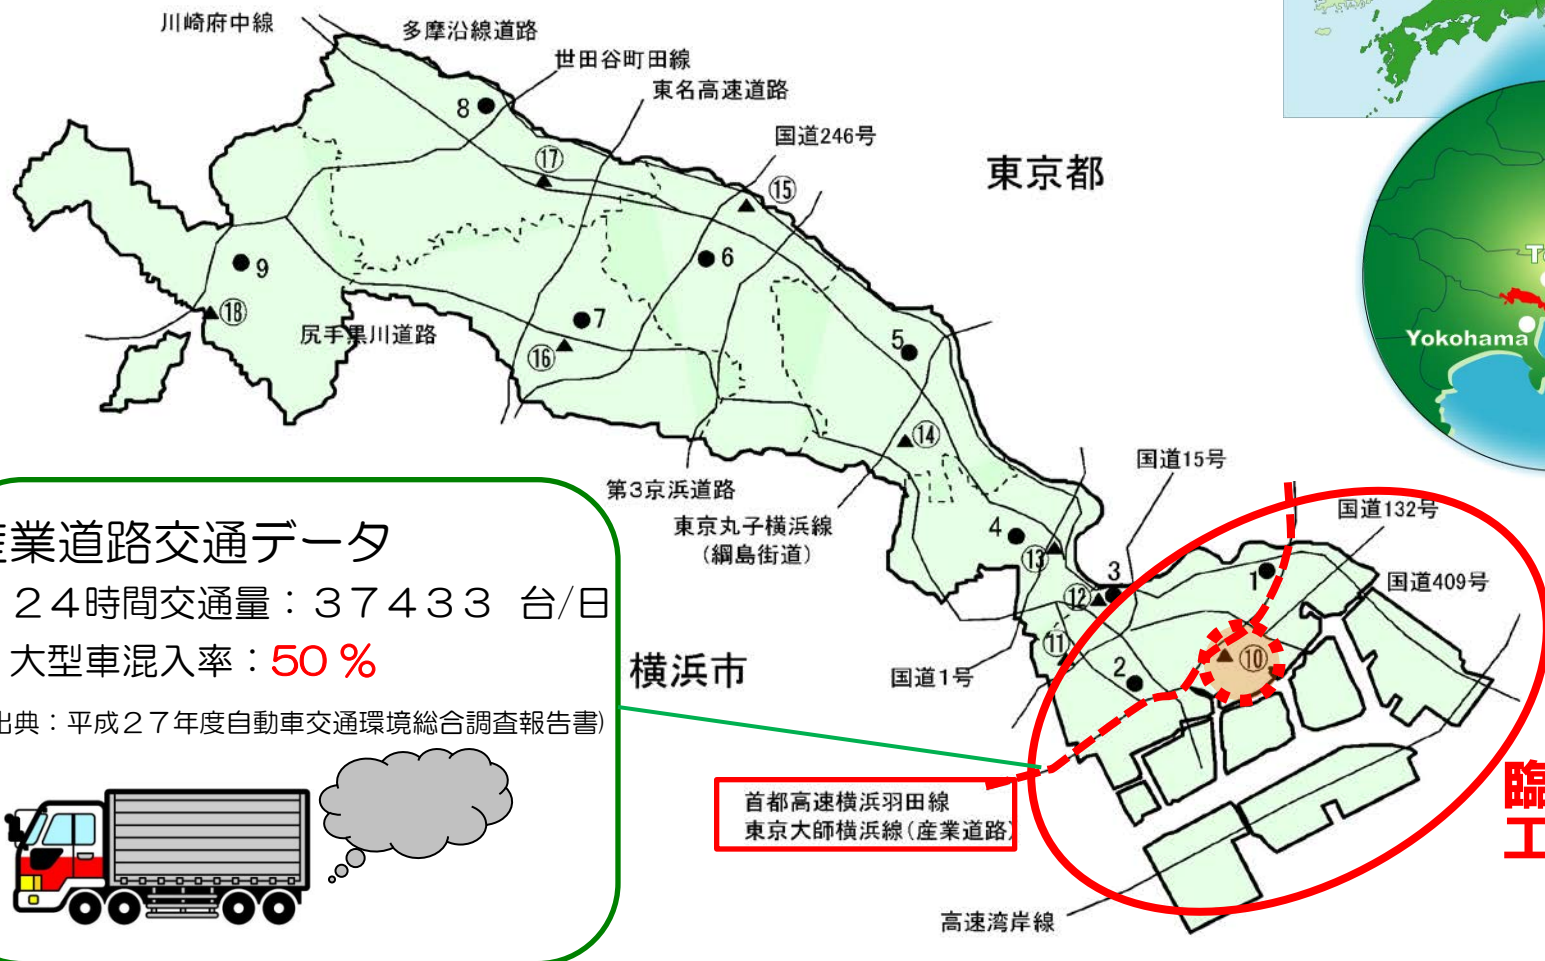 川崎府中線
多摩沿線道路
世田谷町田線
東名高速道路
国道246号
東京都
8
⑰
⑮
9
6
⑱
7
尻手黒川道路
⑯
5
⑭
Yokohama
第3京浜道路
東京丸子横浜線
(綱島街道)
国道15号
国道132号
国道409号
4
⑬
3
⑫
1
⑪
⑩
2
国道1号
横浜市
業道路交通データ
24時間交通量：37433 台/日
大型車混入率：50%
出典：平成27年度自動車交通環境総合調査報告書)
首都高速横浜羽田線
東京大師横浜線(産業道路)
高速湾岸線
臨
工